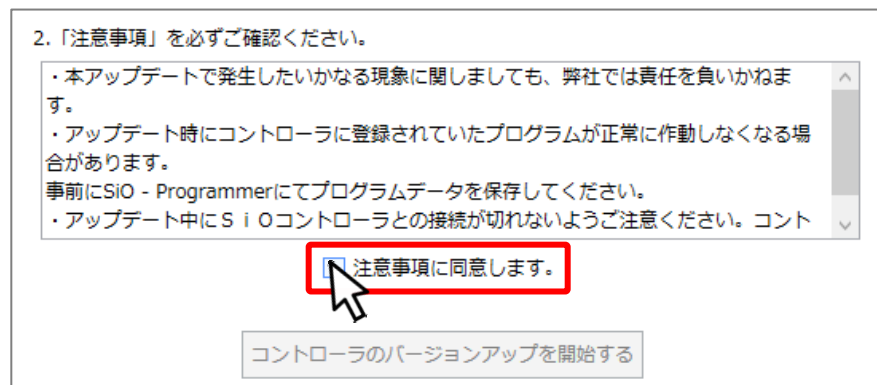 2.「注意事項」を必ずご確認ください。
・本アップデートで発生したいかなる現象に関しましても、弊社では責任を負いかねま
す。
・アップデート時にコントローラに登録されていたプログラムが正常に作動しなくなる場
合があります。
事前にSiO - Programmerにてプログラムデータを保存してください。
・アップデート中にＳｉＯコントローラとの接続が切れないようご注意ください。コント
注意事項に同意します。
コントローラのバージョンアップを開始する